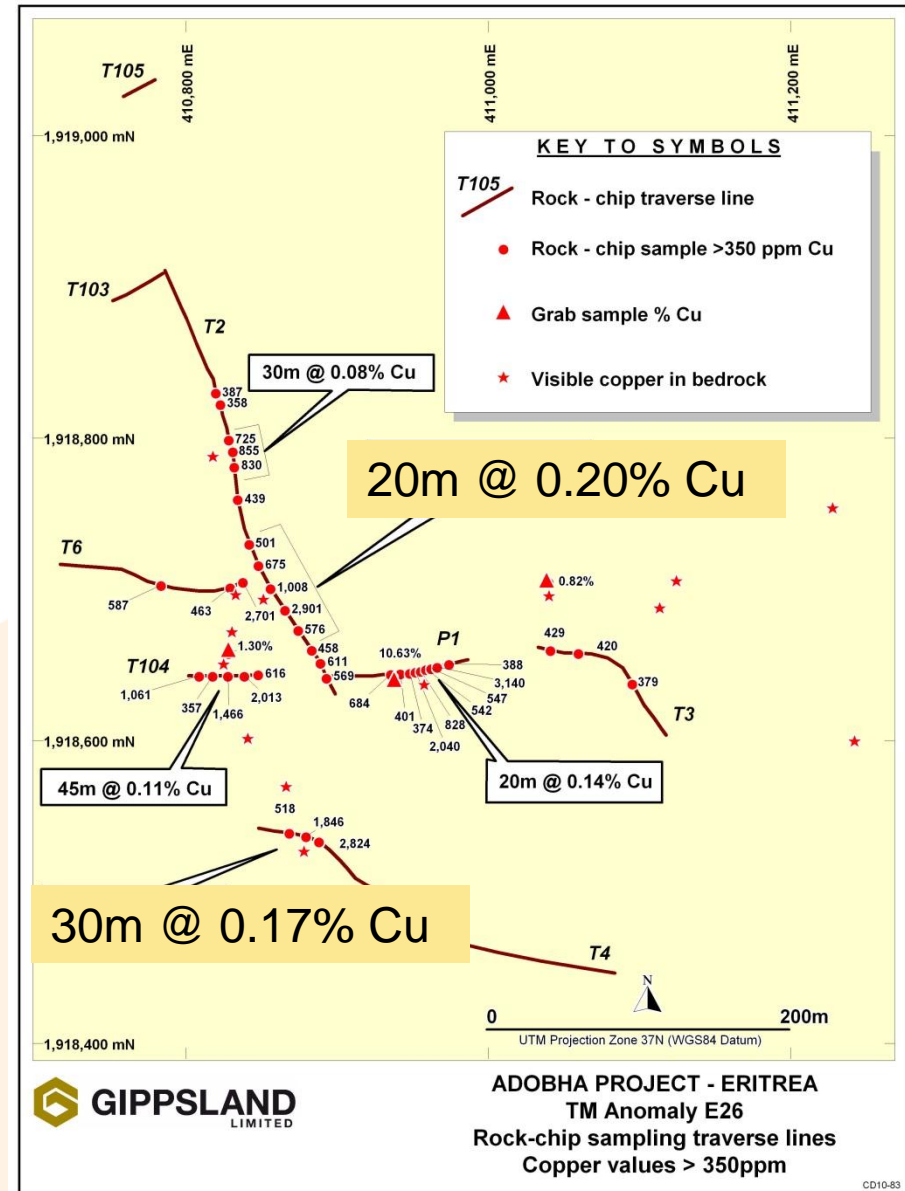 410,800 mE
411,000 mE
411,200 mE
T105
1,919,000 mN
KEY TO SYMBOLS
T105
Rock - chip traverse line
Rock - chip sample >350 ppm Cu
Grab sample % Cu
Visible copper in bedrock
T103
T2
30m @ 0.08% Cu
387
358
1,918,800 mN
725
855
830
20m @ 0.20% Cu
439
501
T6
675
0.82%
587
463
2,701
1,008
2,901
576
1.30%
458
10.63%
P1
429
420
T104
616
611
388
569
3,140
379
1,061
684
547
357
2,013
401
542
1,466
374
828
T3
2,040
1,918,600 mN
45m @ 0.11% Cu
20m @ 0.14% Cu
518
1,846
2,824
30m @ 0.17% Cu
T4
N
0
200m
UTM Projection Zone 37N (WGS84 Datum)
1,918,400 mN
GIPPSLAND
LIMITED
ADOBHA PROJECT - ERITREA
TM Anomaly E26
Rock-chip sampling traverse lines
Copper values > 350ppm
CD10-83